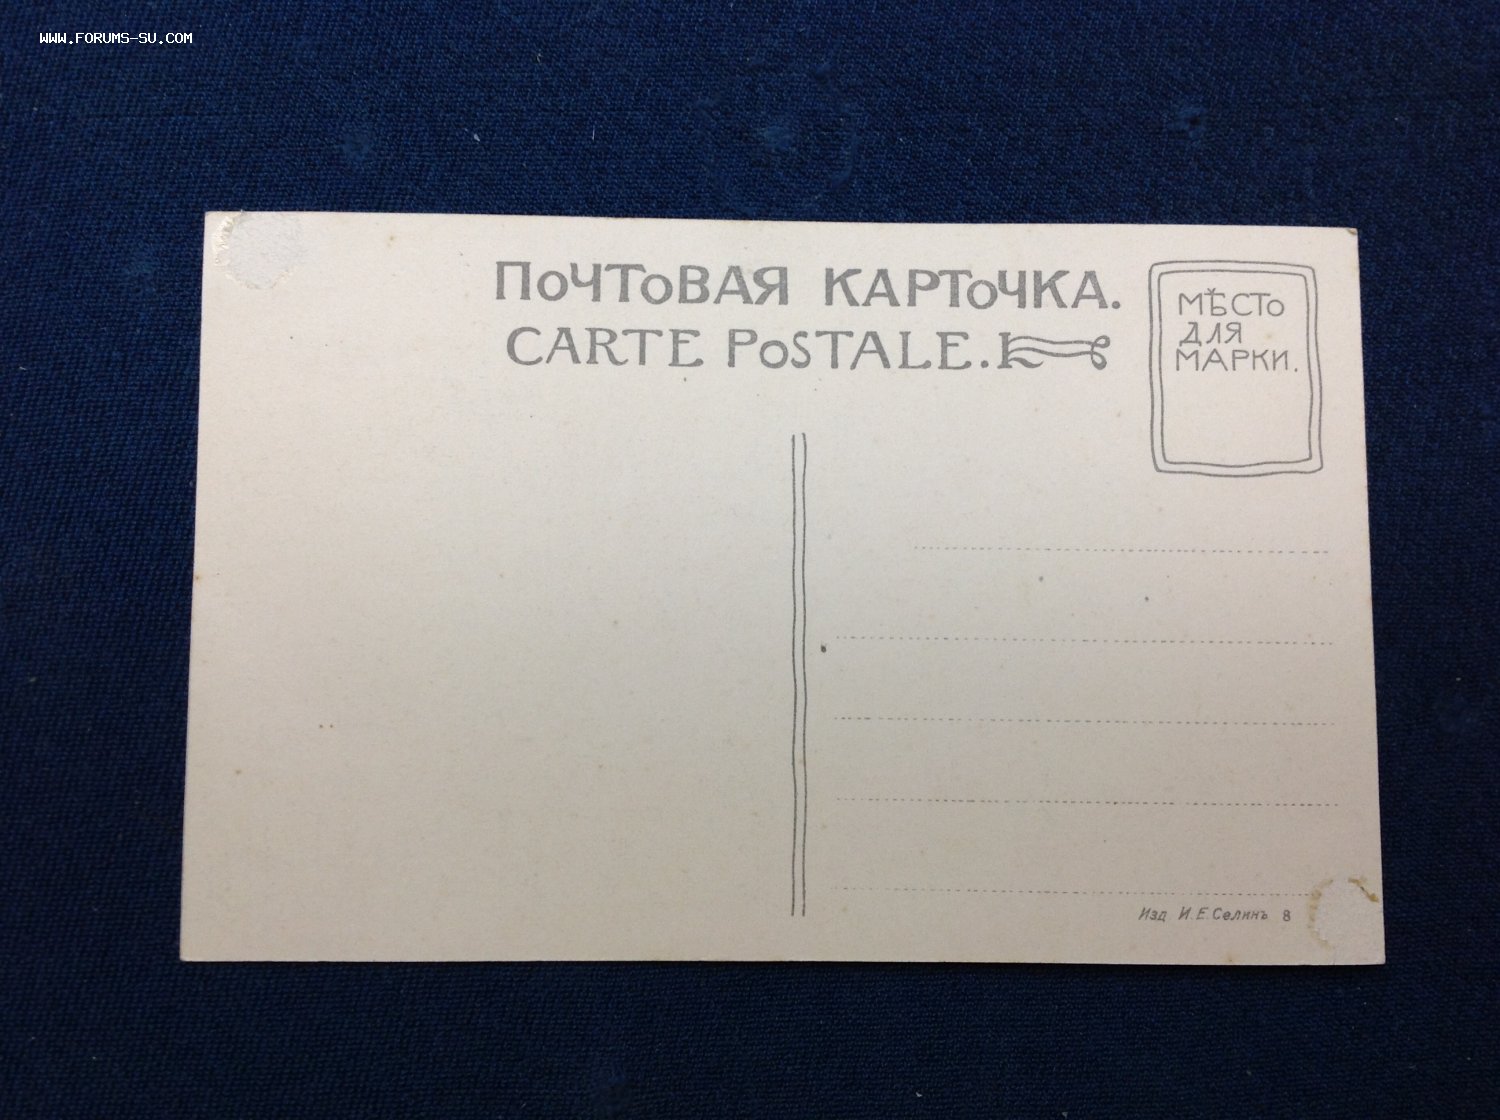 WWW.FORUMS-SU.COM
ПОЧТОВАЯ КАРТОЧКА.
CARTE POSTALE.
МѢСТО
ДЛЯ
МАРКИ.
Изд И.Е.Селинъ 8